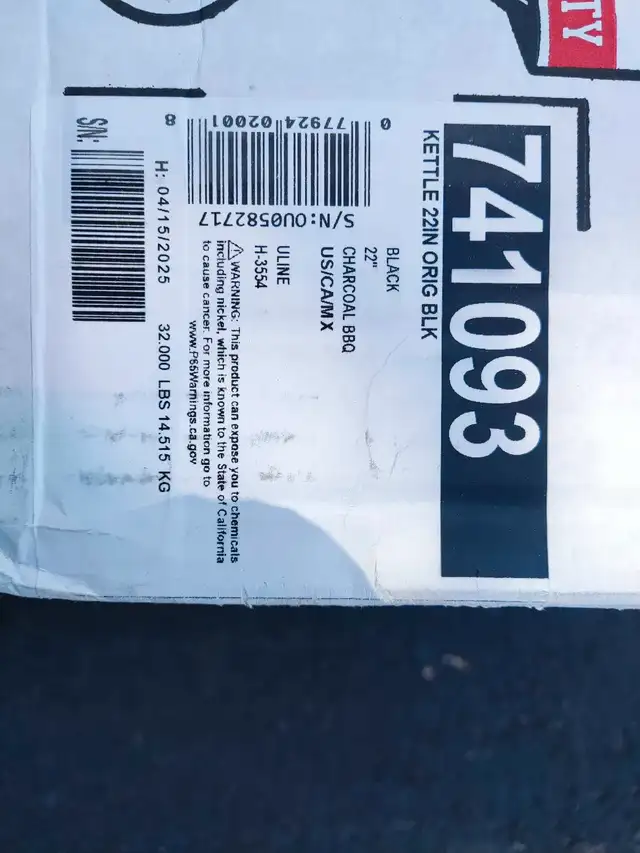 TY
741093
KETTLE 22IN ORIG BLK
BLACK
22"
CHARCOAL BBQ
US/CA/MX
ULINE
H-3554
⚠WARNING: This product can expose you to chemicals
including nickel, which is known to the State of California
to cause cancer. For more information go to
www.P65Warnings.ca.gov
S/N: OU0582717
0 77924 02001 8
H: 04/15/2025 32.000 LBS 14.515 KG
S/N: